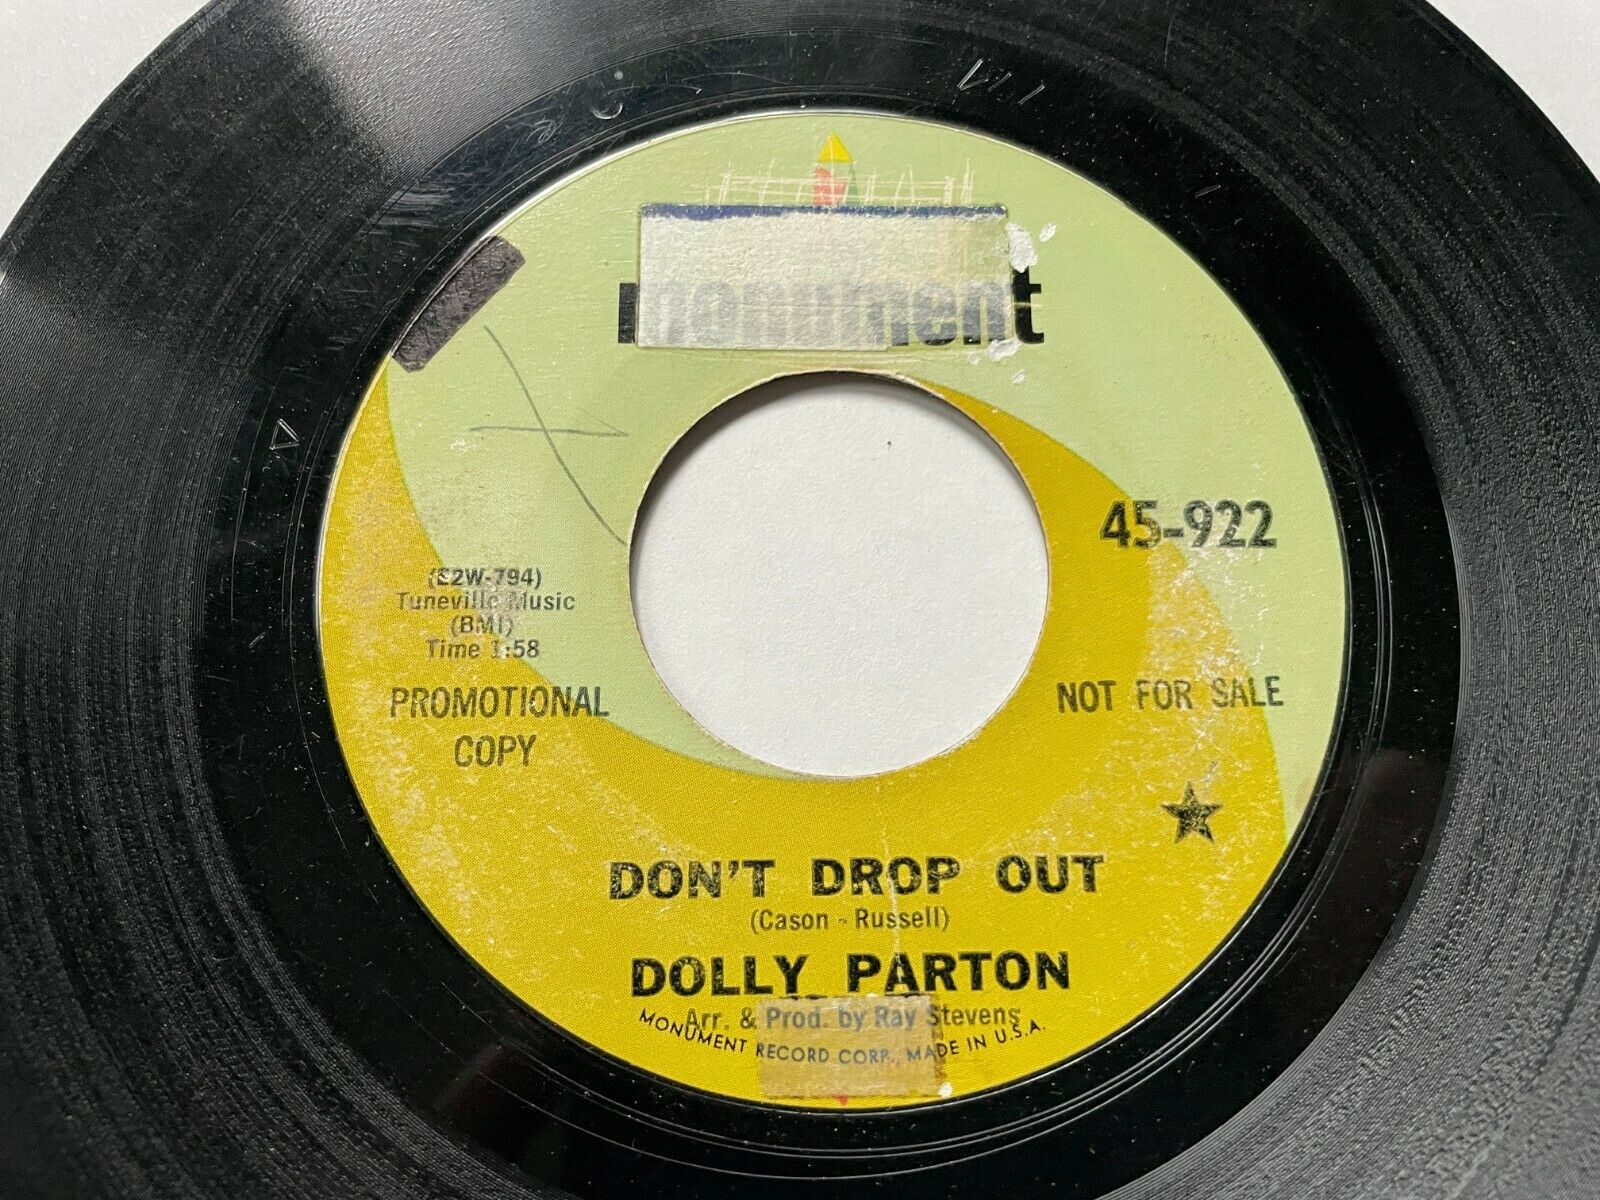 monument
45-922
(E2W-794)
Tuneville Music
(BMI)
Time 1:58
PROMOTIONAL
COPY
NOT FOR SALE
DON'T DROP OUT
(Cason - Russell)
DOLLY PARTON
Arr. & Prod. by Ray Stevens
MONUMENT RECORD CORP., MADE IN U.S.A.